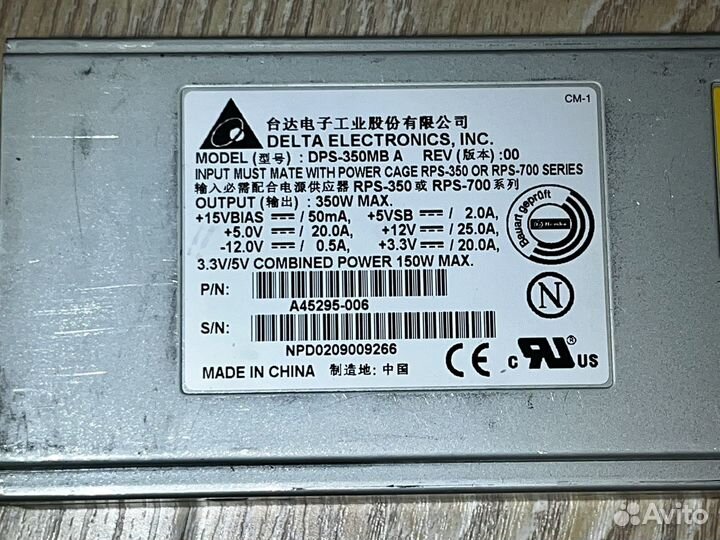 CM-1
台达电子工业股份有限公司
DELTA ELECTRONICS, INC.
MODEL (型号) : DPS-350MB A REV (版本) :00
INPUT MUST MATE WITH POWER CAGE RPS-350 OR RPS-700 SERIES
输入必需配合电源供应器 RPS-350 或 RPS-700 系列
OUTPUT (输出) : 350W MAX.
+15VBIAS / 50mA, +5VSB / 2.0A,
+5.0V / 20.0A +12V / 25.0A,
-12.0V / 0.5A, +3.3V / 20.0A,
3.3V/5V COMBINED POWER 150W MAX.
Bauart geprüft
P/N:
A45295-006
N
S/N:
NPD0209009266
MADE IN CHINA 制造地: 中国
CE c RU US
Avito